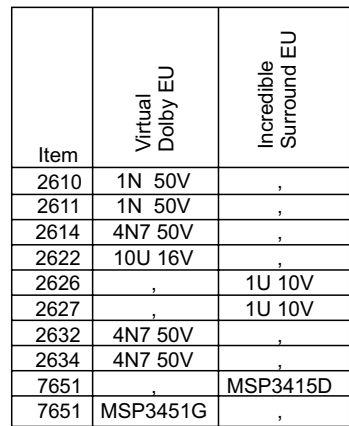 Item Virtual Dolby EU Incredible Surround EU
2610 1N 50V ,
2611 1N 50V ,
2614 4N7 50V ,
2622 10U 16V ,
2626 , 1U 10V
2627 , 1U 10V
2632 4N7 50V ,
2634 4N7 50V ,
7651 , MSP3415D
7651 MSP3451G ,